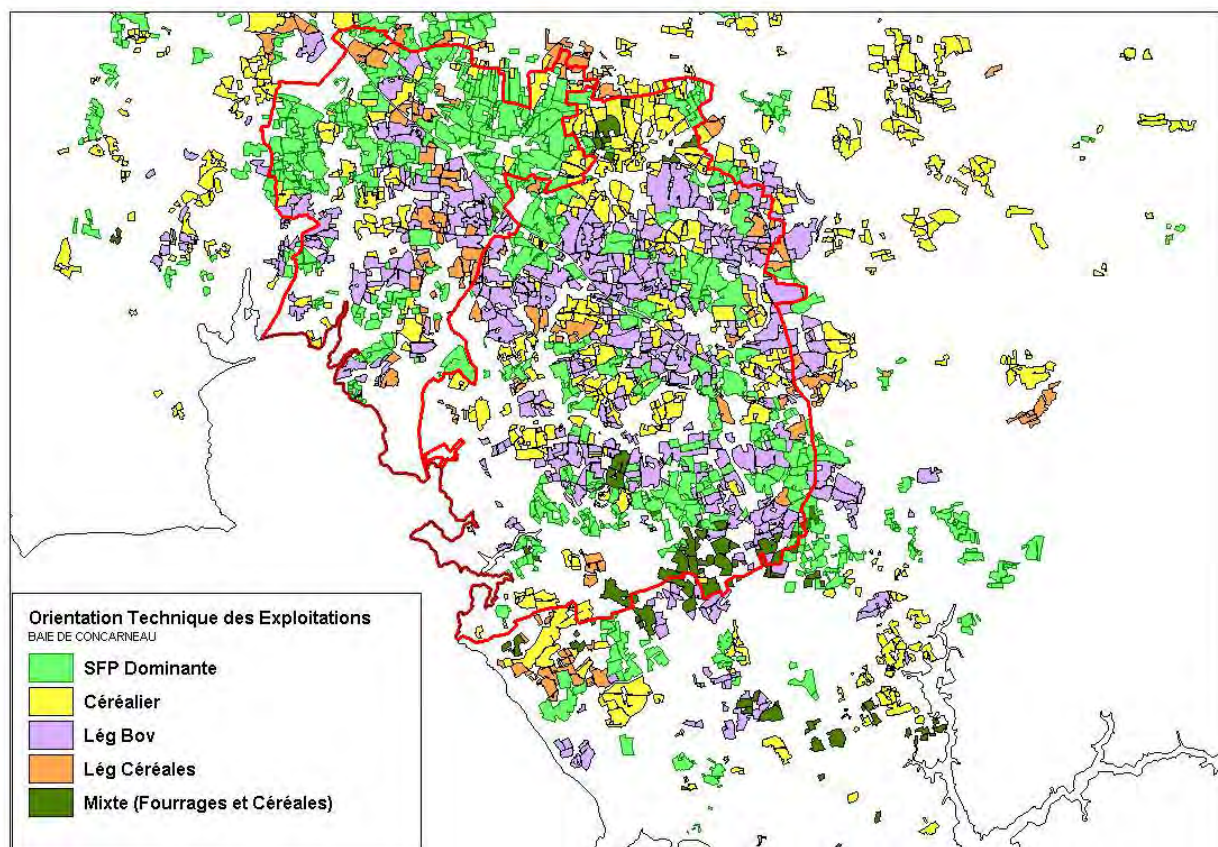 Orientation Technique des Exploitations
BAIE DE CONCARNEAU
SFP Dominante
Céréalier
Lég Bov
Lég Céréales
Mixte (Fourrages et Céréales)